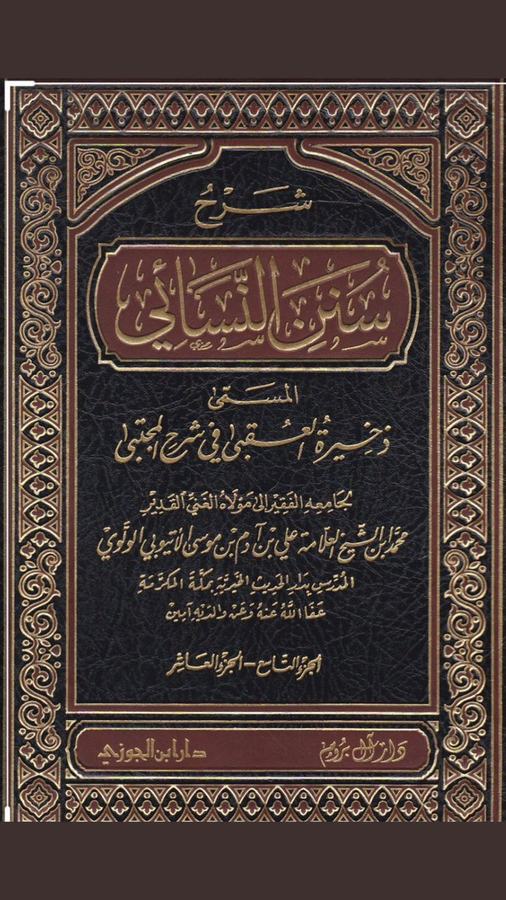 شرح
سنن النسائي
المسمى
ذخيرة العقبى في شرح المجتبى
لجامعه الفقير إلى مولاه الغني القدير
محمد ابن الشيخ العلامة علي بن آدم بن موسى الأتيوبي الولوي
المدرس بدار الحديث الخيرية بمكة المكرمة
عفا الله عنه وعن والديه آمين
الجزء التاسع - الجزء العاشر
دار آل بروم
دار ابن الجوزي